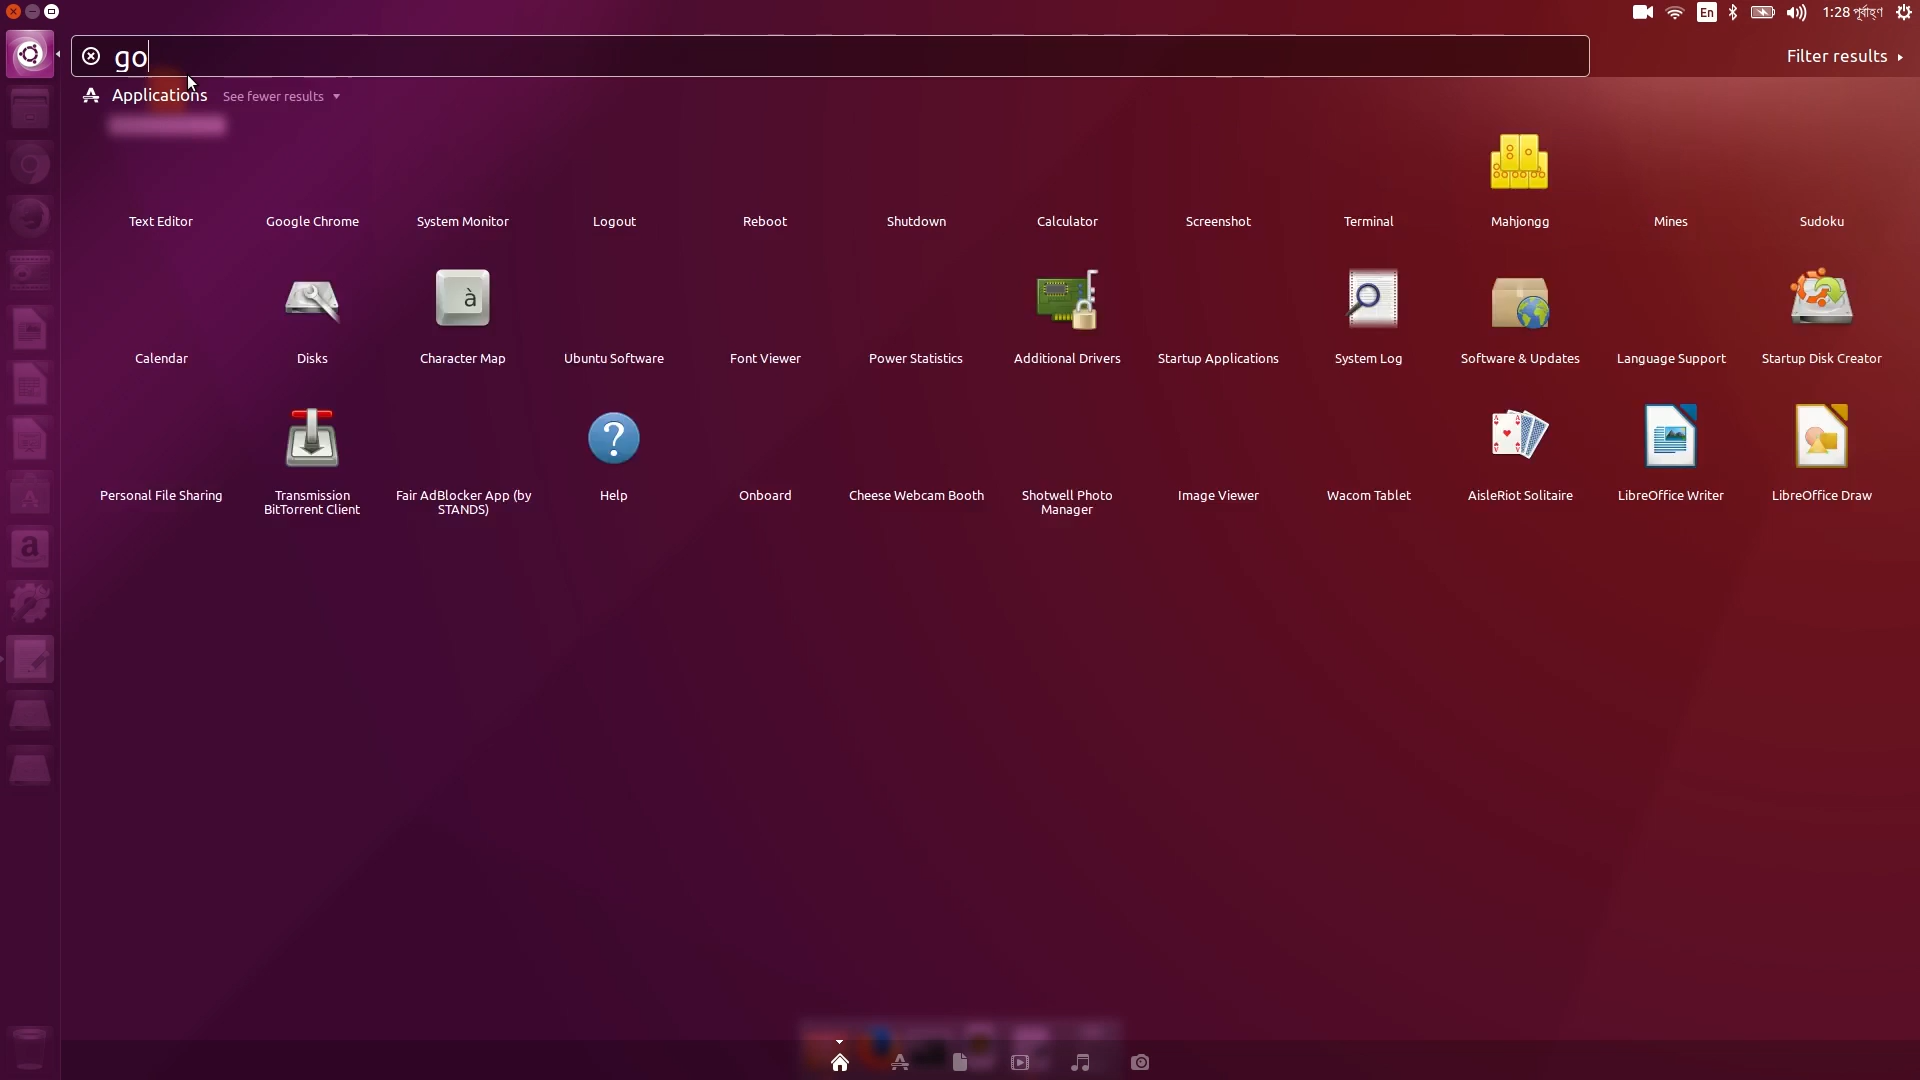 En 1:28 পূর্বাহ্ণ
go
Filter results
Applications See fewer results
Text Editor Google Chrome System Monitor Logout Reboot Shutdown Calculator Screenshot Terminal Mahjongg Mines Sudoku
à
Calendar Disks Character Map Ubuntu Software Font Viewer Power Statistics Additional Drivers Startup Applications System Log Software & Updates Language Support Startup Disk Creator
Personal File Sharing Transmission Fair AdBlocker App (by Help Onboard Cheese Webcam Booth Shotwell Photo Image Viewer Wacom Tablet AisleRiot Solitaire LibreOffice Writer LibreOffice Draw
BitTorrent Client STANDS) Manager